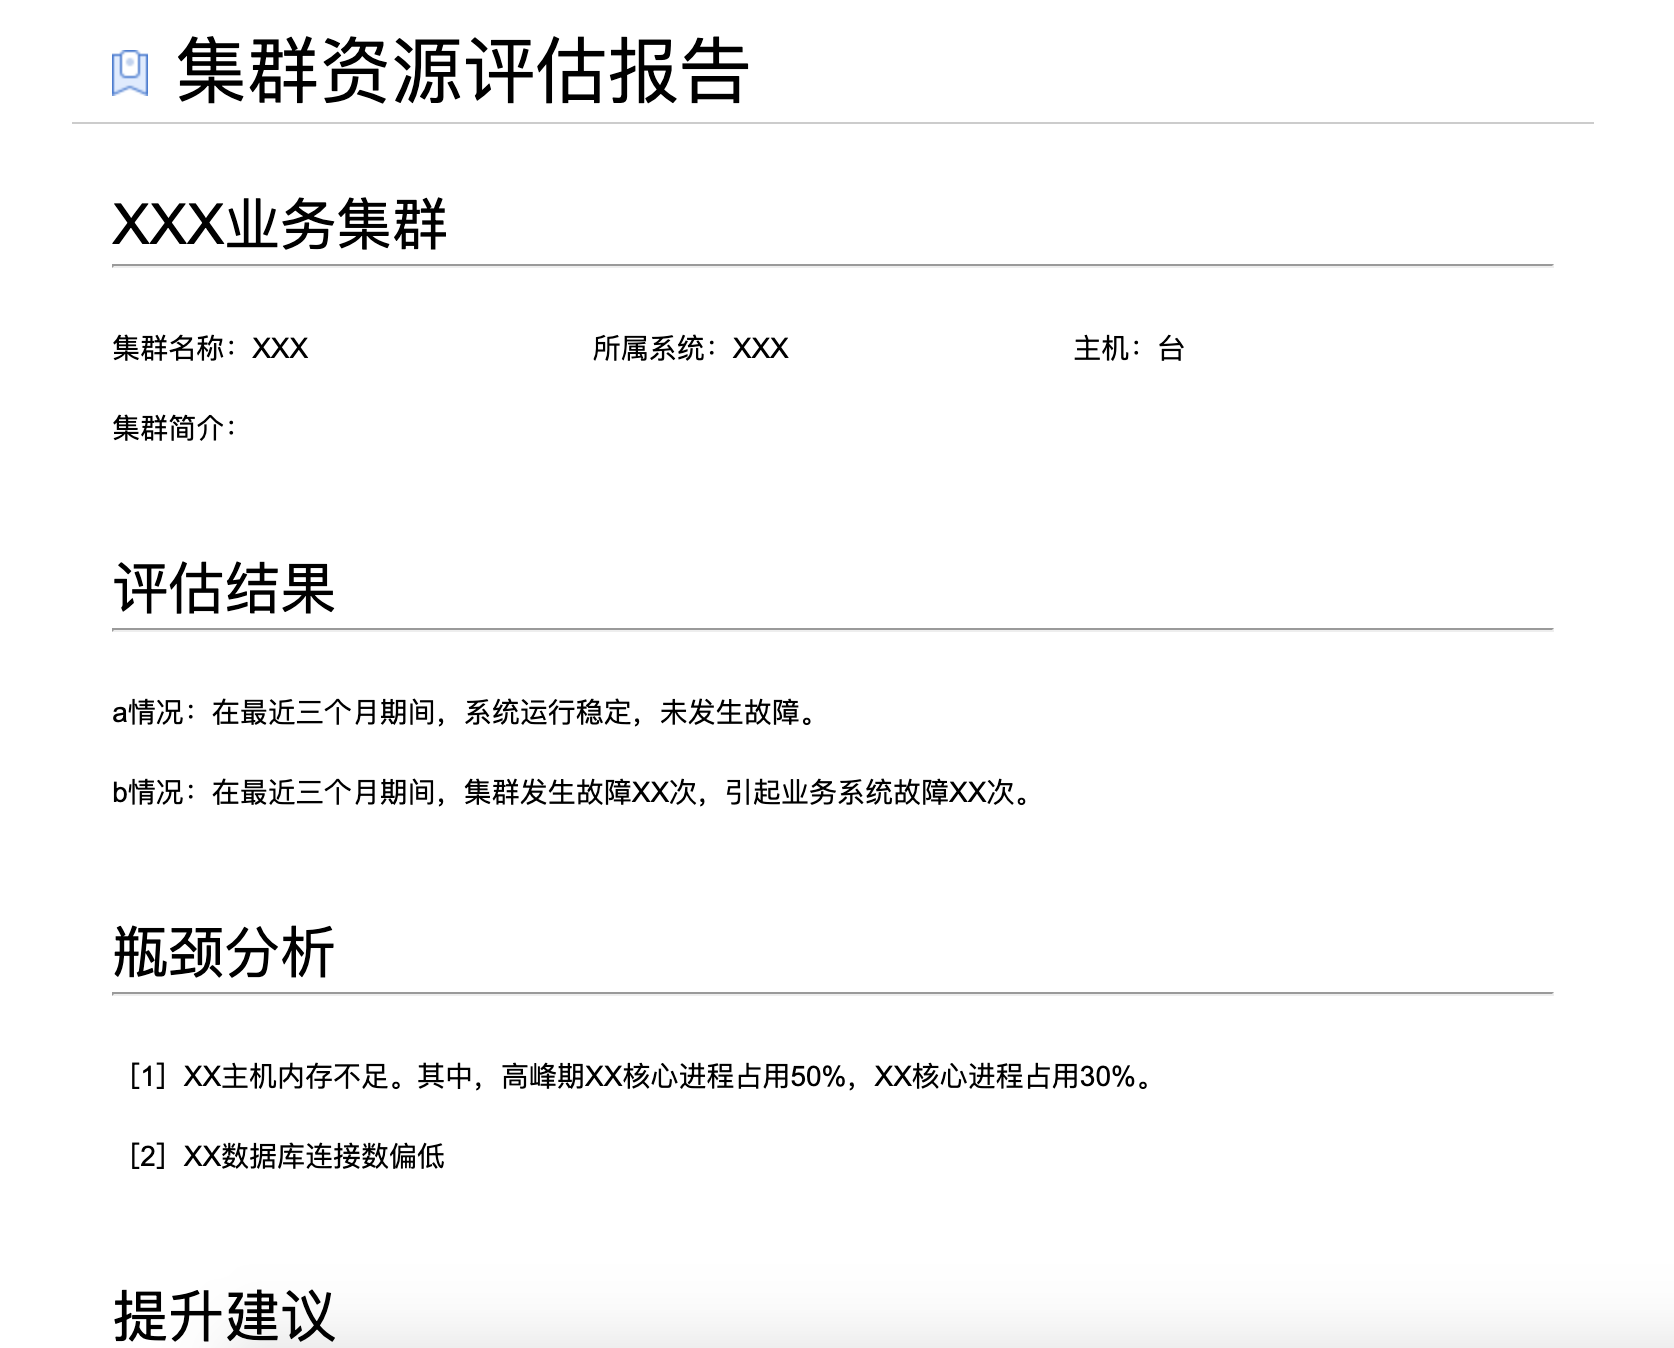 集群资源评估报告
XXX业务集群
集群名称：XXX 所属系统：XXX 主机：台
集群简介：
评估结果
a情况：在最近三个月期间，系统运行稳定，未发生故障。
b情况：在最近三个月期间，集群发生故障XX次，引起业务系统故障XX次。
瓶颈分析
［1］XX主机内存不足。其中，高峰期XX核心进程占用50%，XX核心进程占用30%。
［2］XX数据库连接数偏低
提升建议